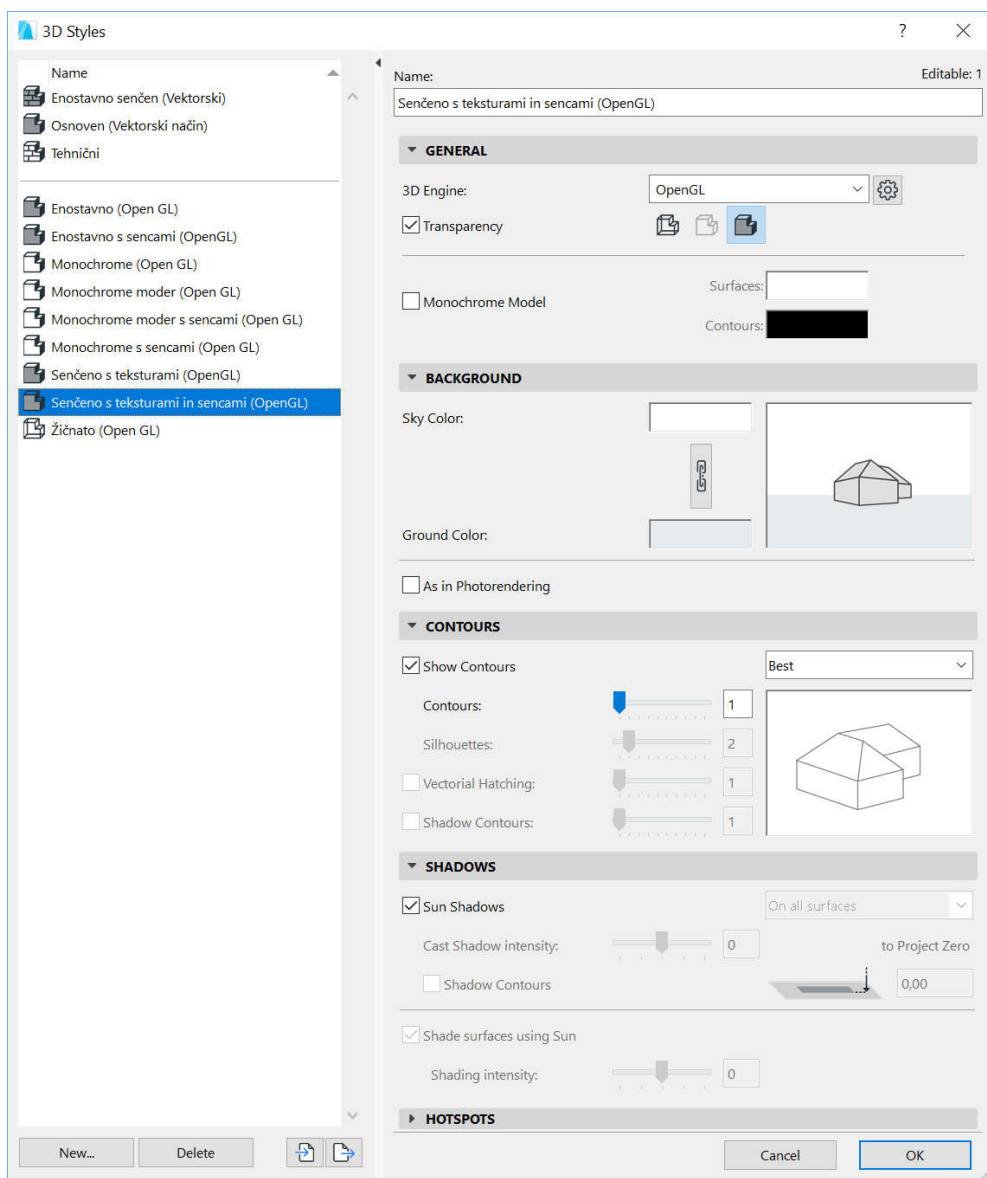 3D Styles
?
Name
Enostavno senčen (Vektorski)
Osnoven (Vektorski način)
Tehnični
Enostavno (Open GL)
Enostavno s sencami (OpenGL)
Monochrome (Open GL)
Monochrome moder (Open GL)
Monochrome moder s sencami (Open GL)
Monochrome s sencami (Open GL)
Senčeno s teksturami (OpenGL)
Senčeno s teksturami in sencami (OpenGL)
Žičnato (Open GL)
New...
Delete
Name:
Editable: 1
Senčeno s teksturami in sencami (OpenGL)
GENERAL
3D Engine:
OpenGL
Transparency
Monochrome Model
Surfaces:
Contours:
BACKGROUND
Sky Color:
Ground Color:
As in Photorendering
CONTOURS
Show Contours
Best
Contours:
1
Silhouettes:
2
Vectorial Hatching:
1
Shadow Contours:
1
SHADOWS
Sun Shadows
On all surfaces
Cast Shadow intensity:
0
to Project Zero
Shadow Contours
0,00
Shade surfaces using Sun
Shading intensity:
0
HOTSPOTS
Cancel
OK